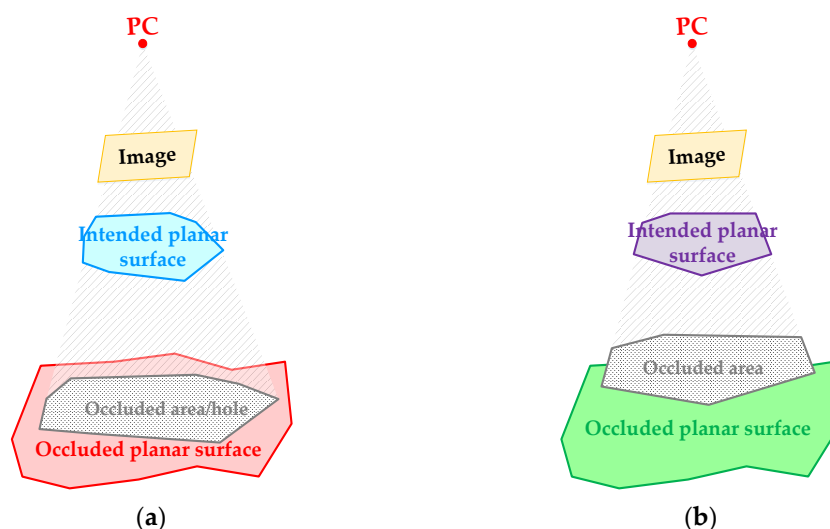 PC
Image
Intended planar
surface
Occluded area/hole
Occluded planar surface
(a)
PC
Image
Intended planar
surface
Occluded area
Occluded planar surface
(b)